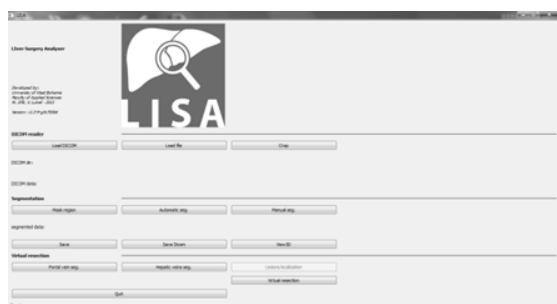 LISA
Liver Surgery Analyser
Developed by:
University of West Bohemia
Faculty of Applied Sciences
LISA
DICOM reader
Load DICOM Load file Crop
DICOM dir:
DICOM data:
Segmentation
Mask region Automatic seg. Manual seg.
segmented data:
Save Save Dicom View3D
Virtual resection
Portal vein seg. Hepatic veins seg. Lesions localization
Virtual resection
Quit